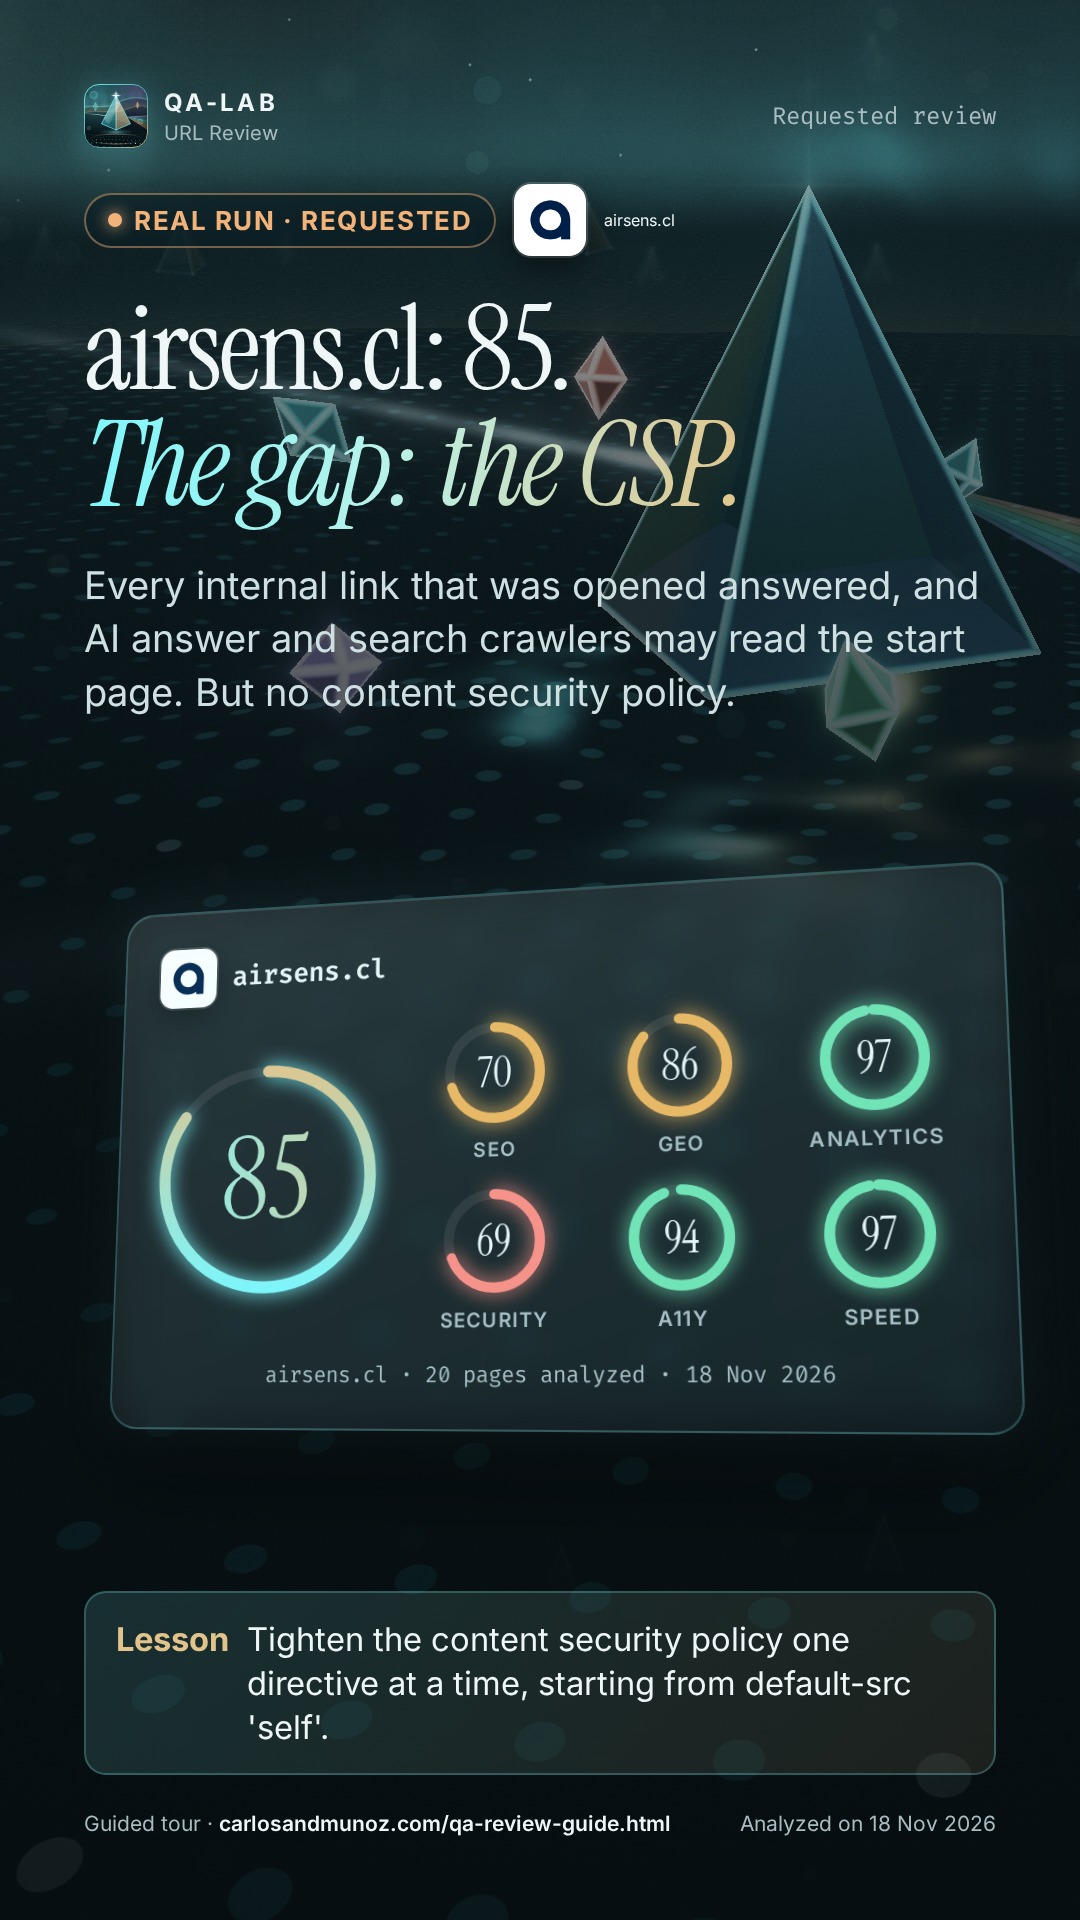 QA-LAB
URL Review
Requested review
REAL RUN · REQUESTED
airsens.cl
airsens.cl: 85.
The gap: the CSP.
Every internal link that was opened answered, and
AI answer and search crawlers may read the start
page. But no content security policy.
airsens.cl
85
70
SEO
86
GEO
97
ANALYTICS
69
SECURITY
94
A11Y
97
SPEED
airsens.cl · 20 pages analyzed · 18 Nov 2026
Lesson
Tighten the content security policy one
directive at a time, starting from default-src
'self'.
Guided tour · carlosandmunoz.com/qa-review-guide.html
Analyzed on 18 Nov 2026